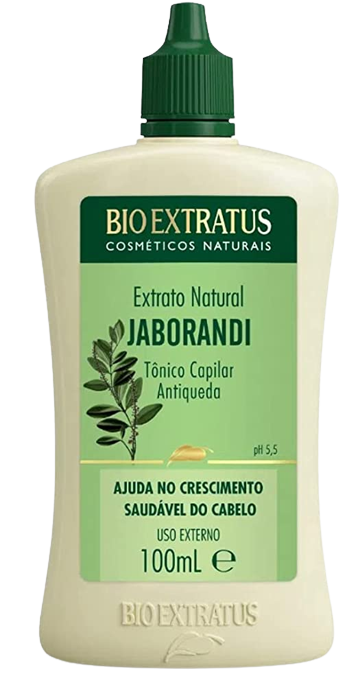 BIO EXTRATUS
COSMÉTICOS NATURAIS
Extrato Natural
JABORANDI
Tônico Capilar
Antiqueda
pH 5,5
AJUDA NO CRESCIMENTO
SAUDÁVEL DO CABELO
USO EXTERNO
100mL ℮
BIO EXTRATUS